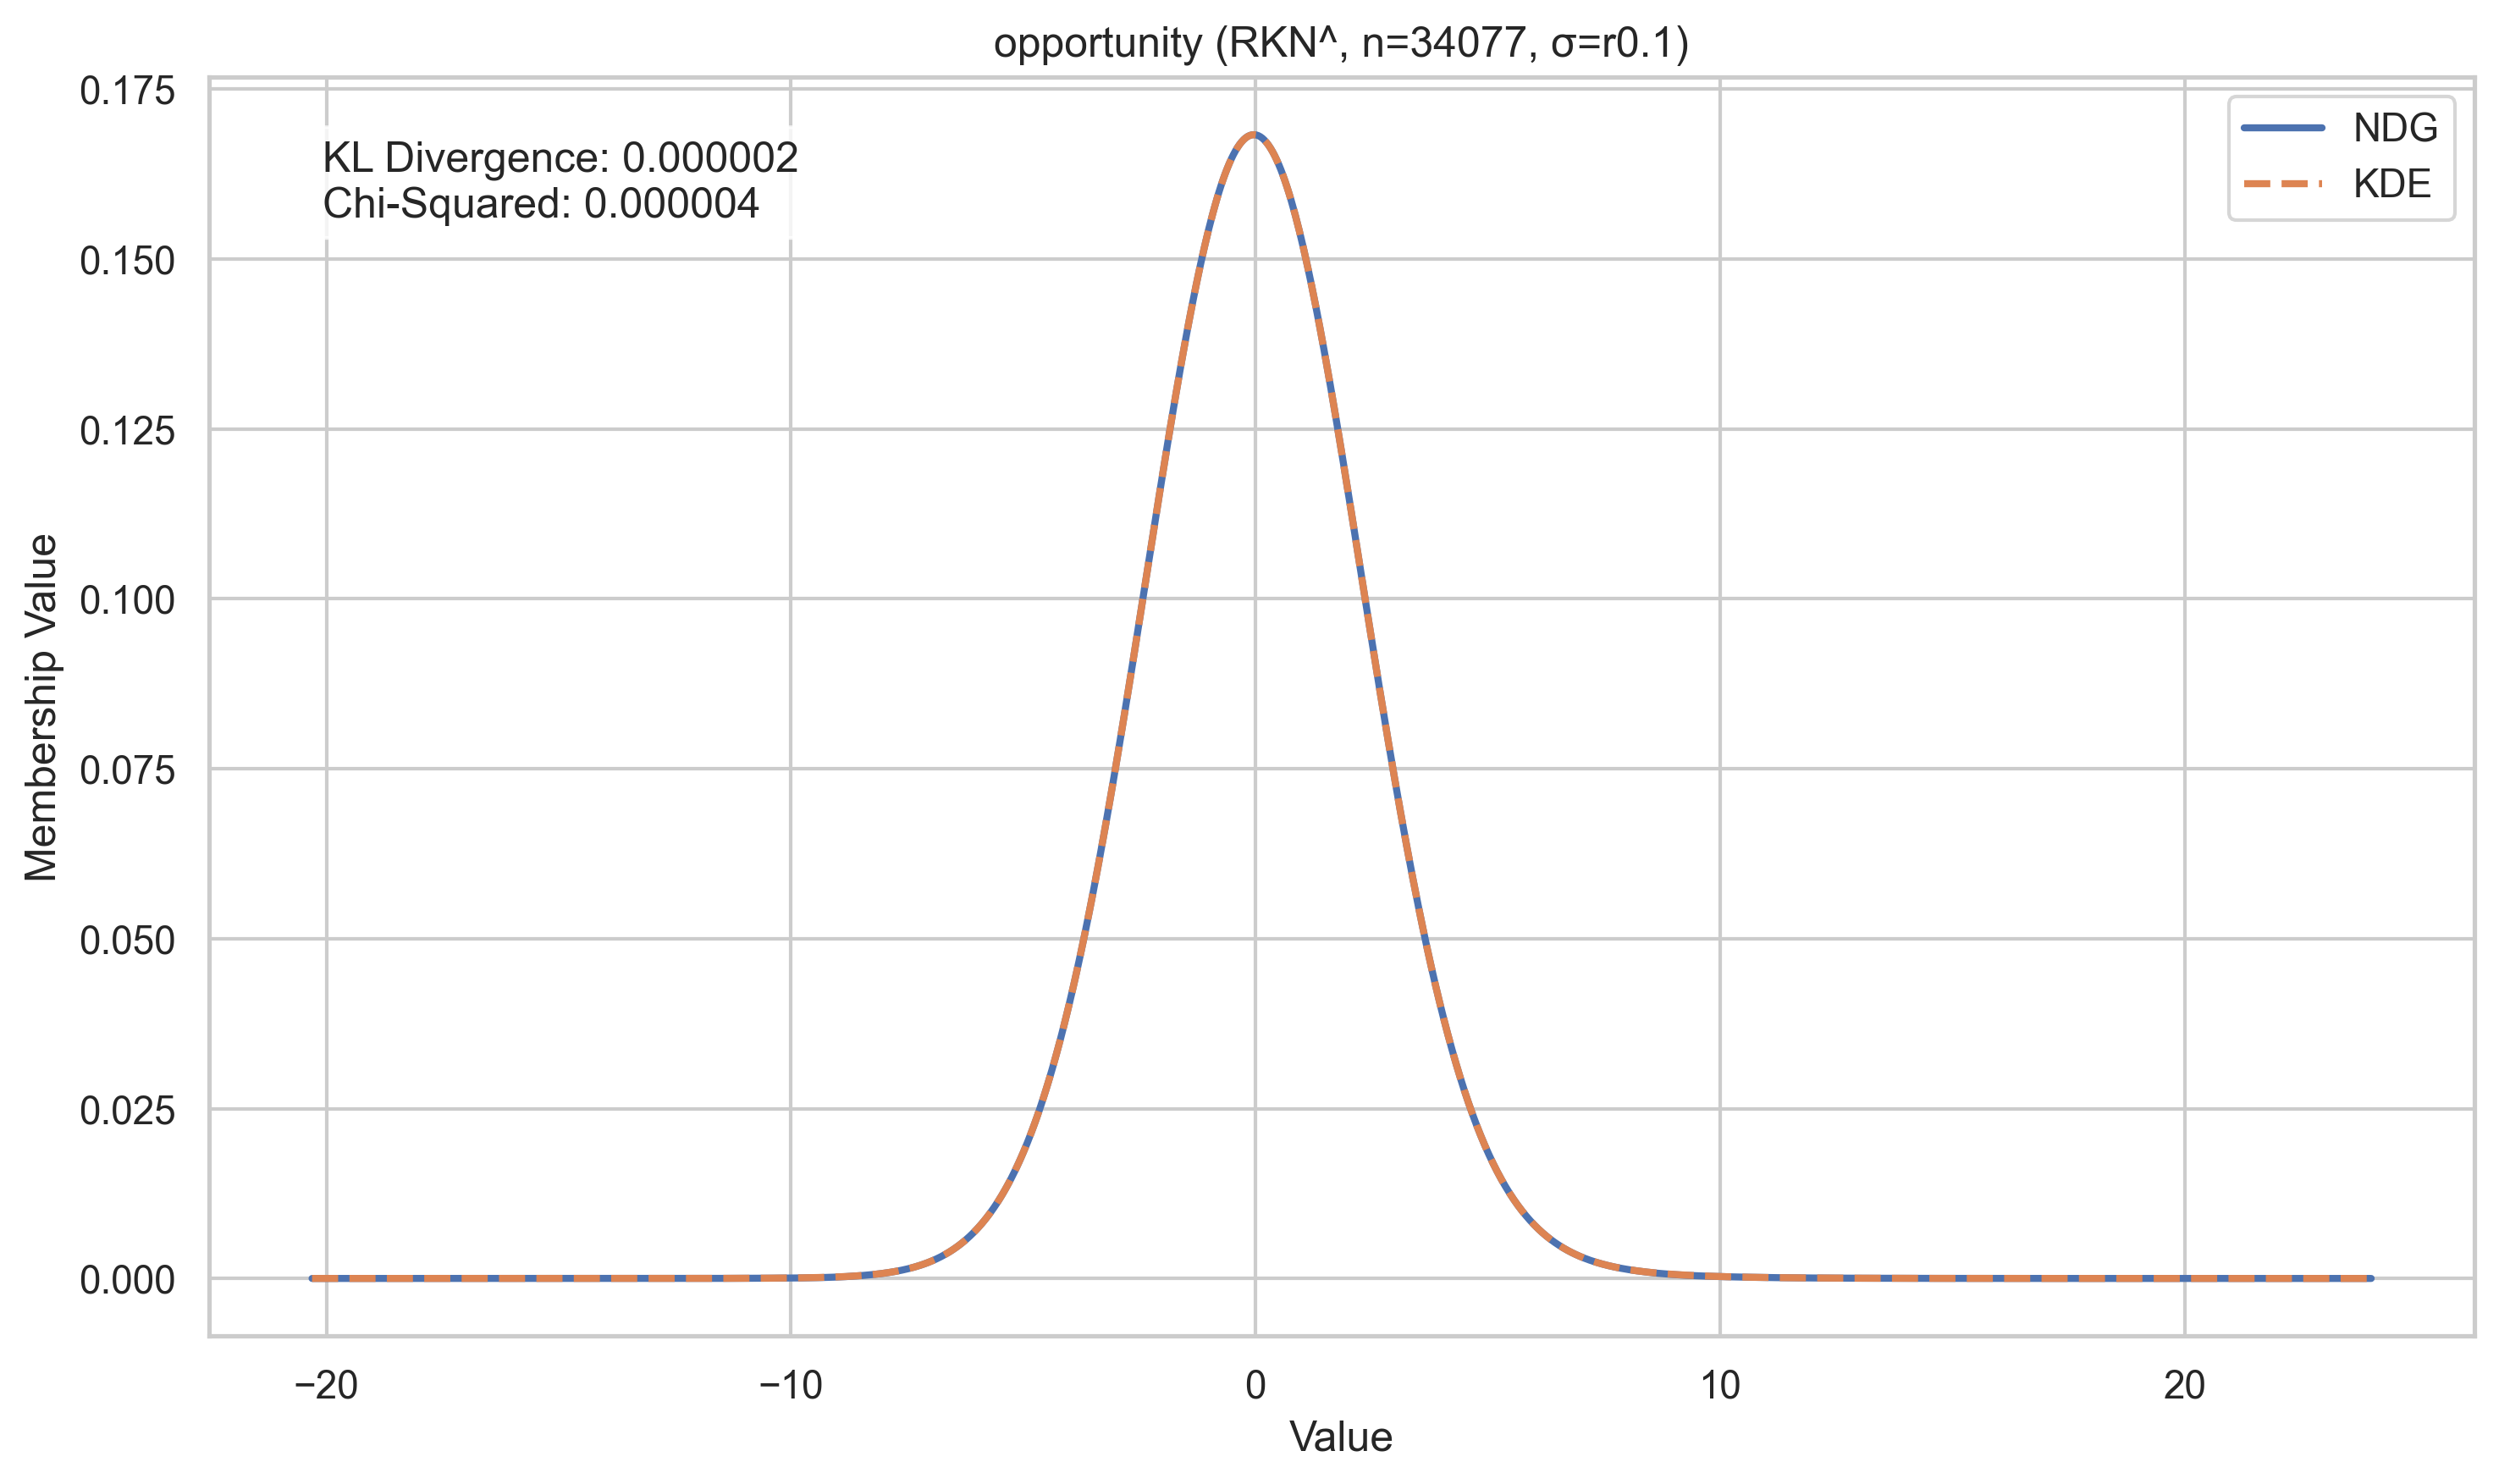 opportunity (RKN^, n=34077, σ=r0.1)
KL Divergence: 0.000002
Chi-Squared: 0.000004
NDG
KDE
Membership Value
0.175
0.150
0.125
0.100
0.075
0.050
0.025
0.000
−20
−10
0
10
20
Value